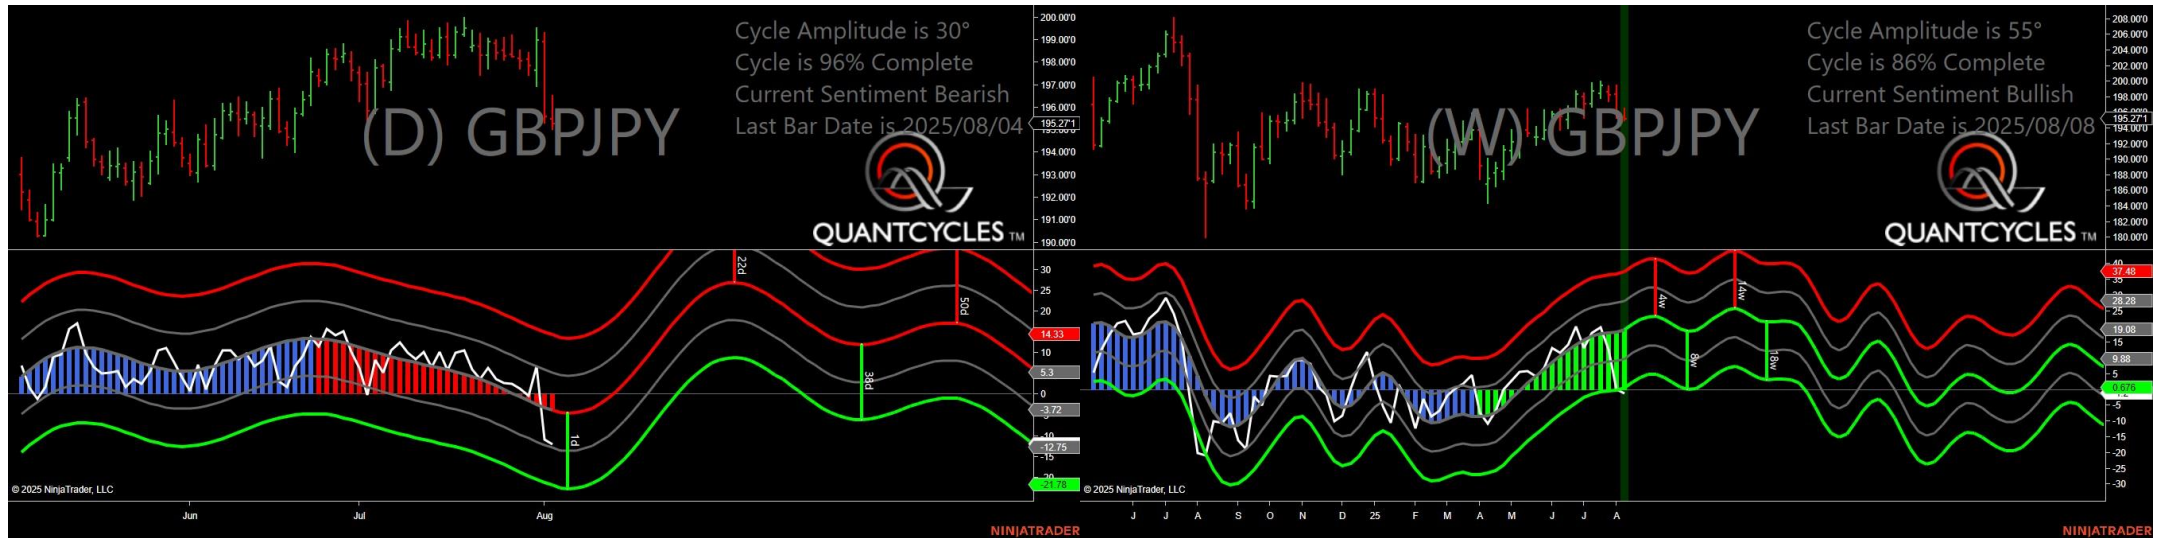 Cycle Amplitude is 30°
Cycle is 96% Complete
Current Sentiment Bearish
Last Bar Date is 2025/08/04
(D) GBPJPY
QUANTCYCLES TM
200.00'0
199.00'0
198.00'0
197.00'0
196.00'0
195.27'1
194.00'0
193.00'0
192.00'0
191.00'0
190.00'0
30
25
20
14.33
10
5.3
0
-3.72
-10
-12.75
-15
-21.78
1d
22d
38d
50d
© 2025 NinjaTrader, LLC
Jun
Jul
Aug
NINJATRADER
Cycle Amplitude is 55°
Cycle is 86% Complete
Current Sentiment Bullish
Last Bar Date is 2025/08/08
(W) GBPJPY
QUANTCYCLES TM
208.00'0
206.00'0
204.00'0
202.00'0
200.00'0
198.00'0
195.27'1
194.00'0
192.00'0
190.00'0
188.00'0
186.00'0
184.00'0
182.00'0
180.00'0
40
37.48
28.28
25
19.08
15
9.88
5
0.676
-5
-10
-15
-20
-25
-30
4w
8w
14w
18w
© 2025 NinjaTrader, LLC
J
J
A
S
O
N
D
25
F
M
A
M
J
J
A
NINJATRADER